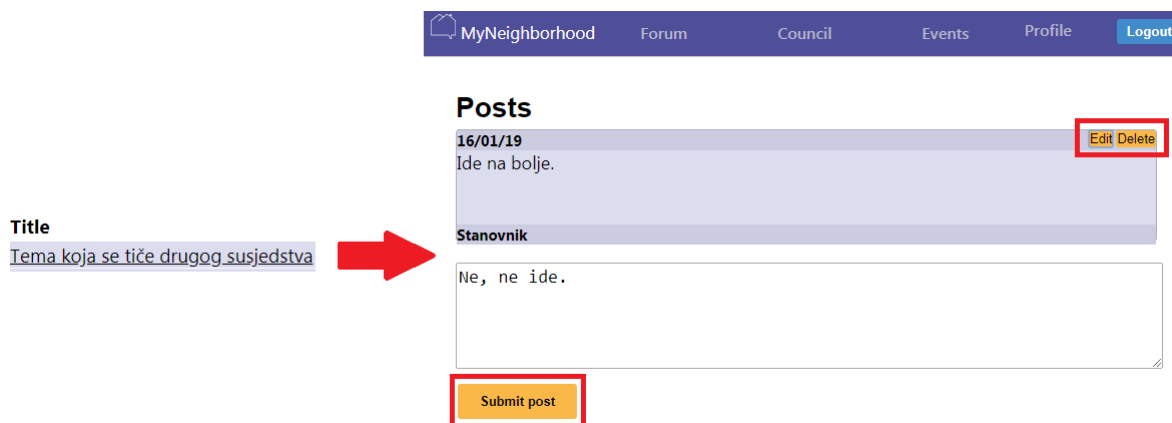 MyNeighborhood Forum Council Events Profile Logout
Posts
16/01/19 Edit Delete
Ide na bolje.
Stanovnik
Title
Tema koja se tiče drugog susjedstva
Ne, ne ide.
Submit post